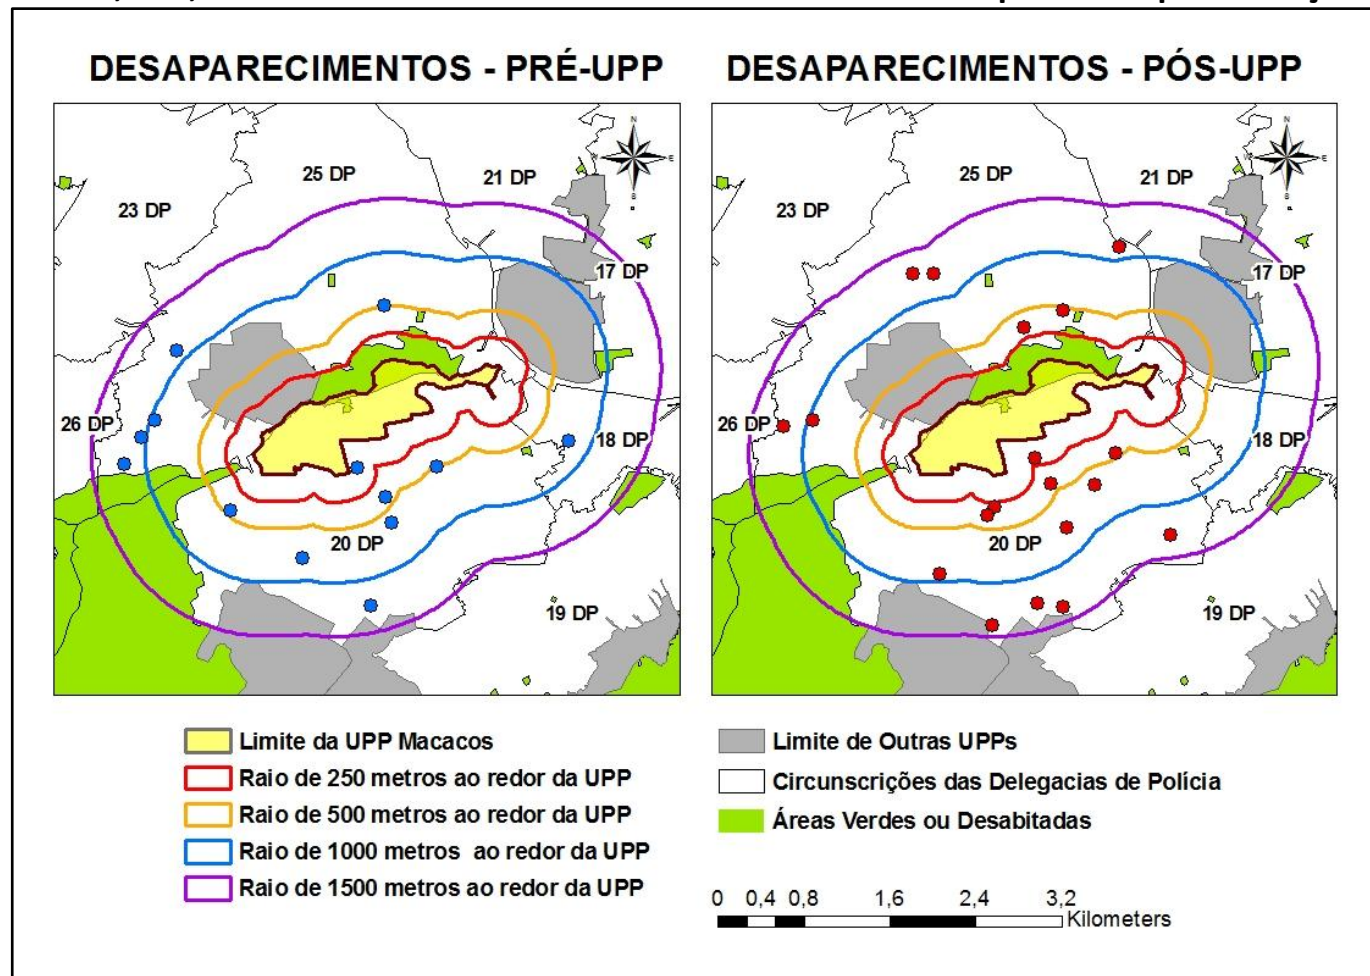 DESAPARECIMENTOS - PRÉ-UPP
DESAPARECIMENTOS - PÓS-UPP
N
W
E
S
25 DP
21 DP
23 DP
17 DP
26 DP
18 DP
20 DP
19 DP
N
E
S
25 DP
21 DP
23 DP
17 DP
26 DP
18 DP
20 DP
19 DP
Limite da UPP Macacos
Raio de 250 metros ao redor da UPP
Raio de 500 metros ao redor da UPP
Raio de 1000 metros ao redor da UPP
Raio de 1500 metros ao redor da UPP
Limite de Outras UPPs
Circunscrições das Delegacias de Polícia
Áreas Verdes ou Desabitadas
0 0,4 0,8 1,6 2,4 3,2
Kilometers